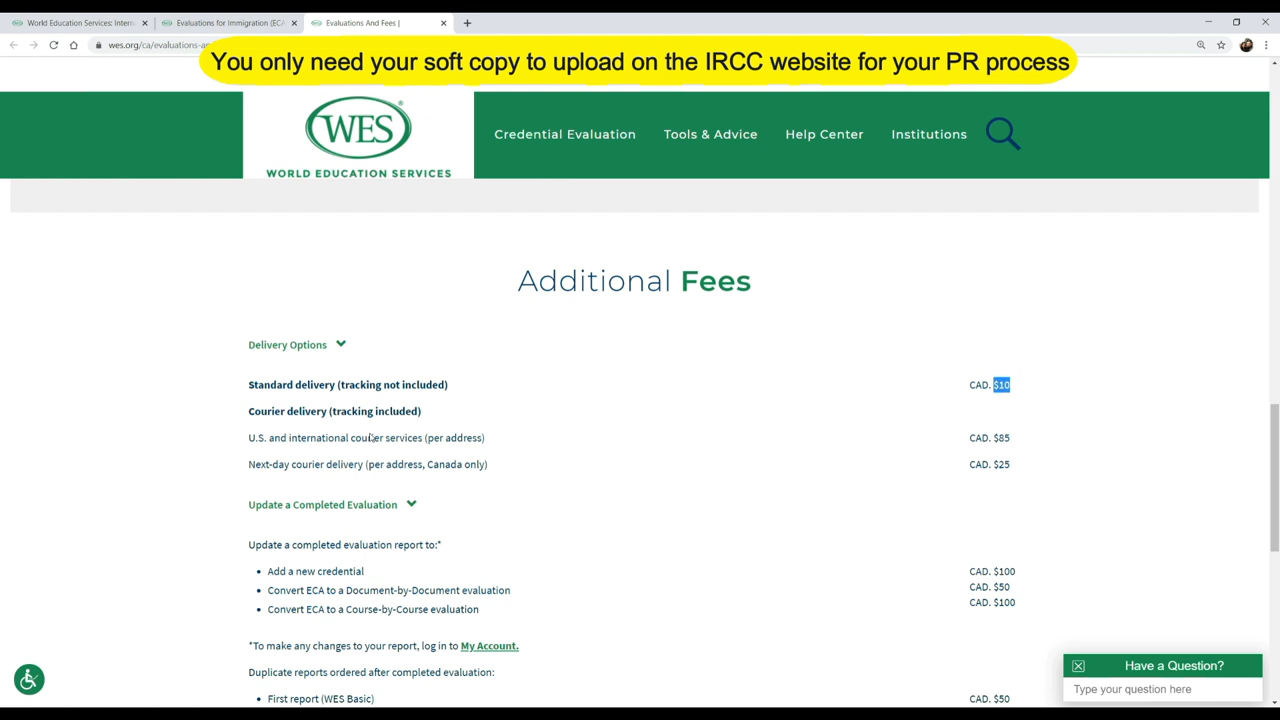 World Education Services: Intern
Evaluations for Immigration (ECA
Evaluations And Fees |
wes.org/ca/evaluations-a
You only need your soft copy to upload on the IRCC website for your PR process
WES
®
WORLD EDUCATION SERVICES
Credential Evaluation
Tools & Advice
Help Center
Institutions
Additional Fees
Delivery Options
Standard delivery (tracking not included) CAD. $10
Courier delivery (tracking included)
U.S. and international courier services (per address) CAD. $85
Next-day courier delivery (per address, Canada only) CAD. $25
Update a Completed Evaluation
Update a completed evaluation report to:*
• Add a new credential CAD. $100
• Convert ECA to a Document-by-Document evaluation CAD. $50
• Convert ECA to a Course-by-Course evaluation CAD. $100
*To make any changes to your report, log in to My Account.
Duplicate reports ordered after completed evaluation:
• First report (WES Basic) CAD. $50
Have a Question?
Type your question here